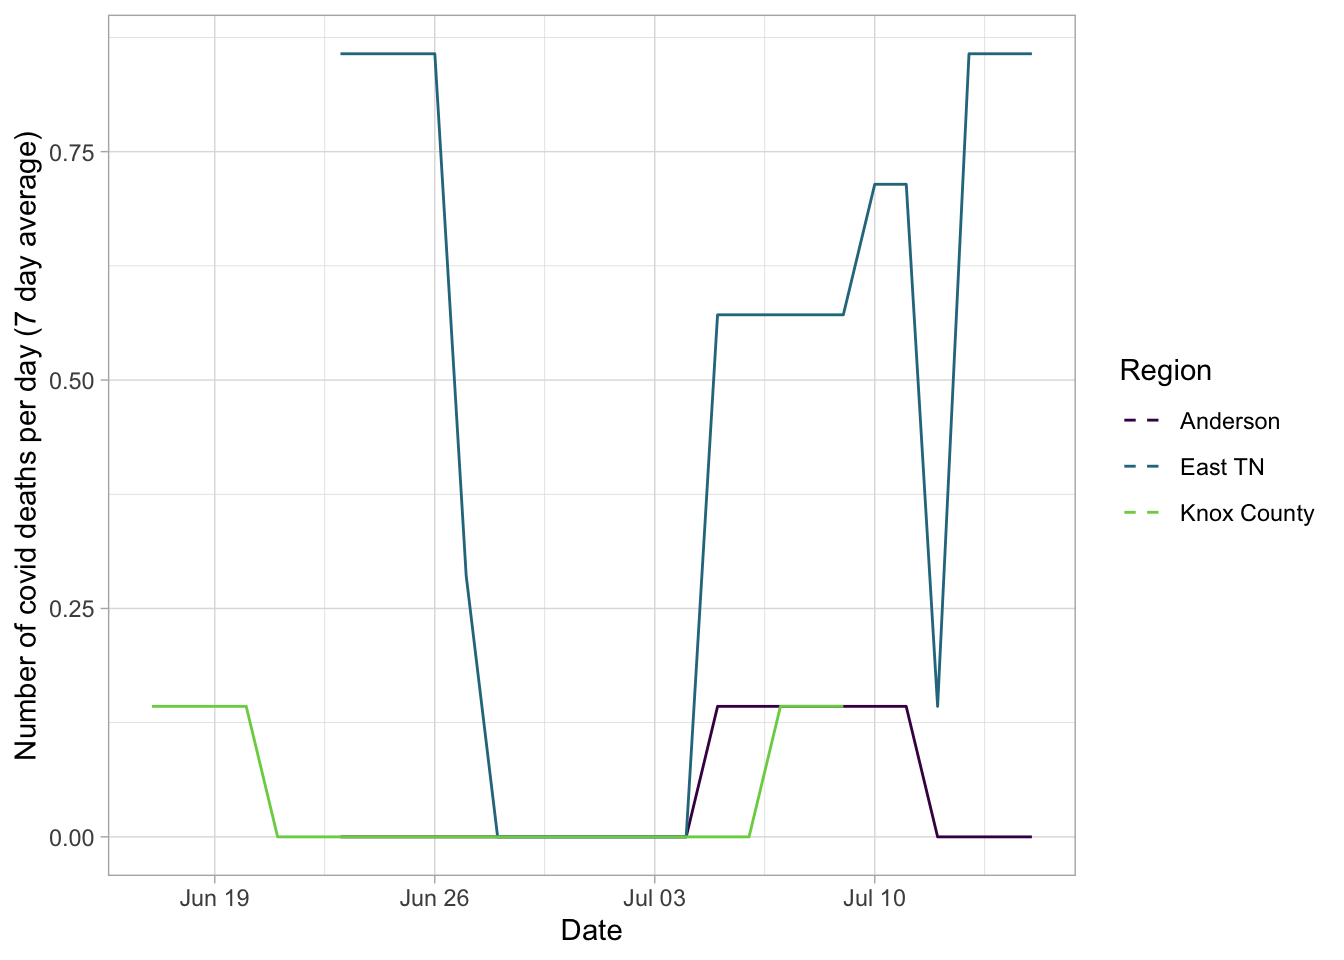 Number of covid deaths per day (7 day average)
0.75
0.50
0.25
0.00
Jun 19
Jun 26
Jul 03
Jul 10
Date
Region
Anderson
East TN
Knox County